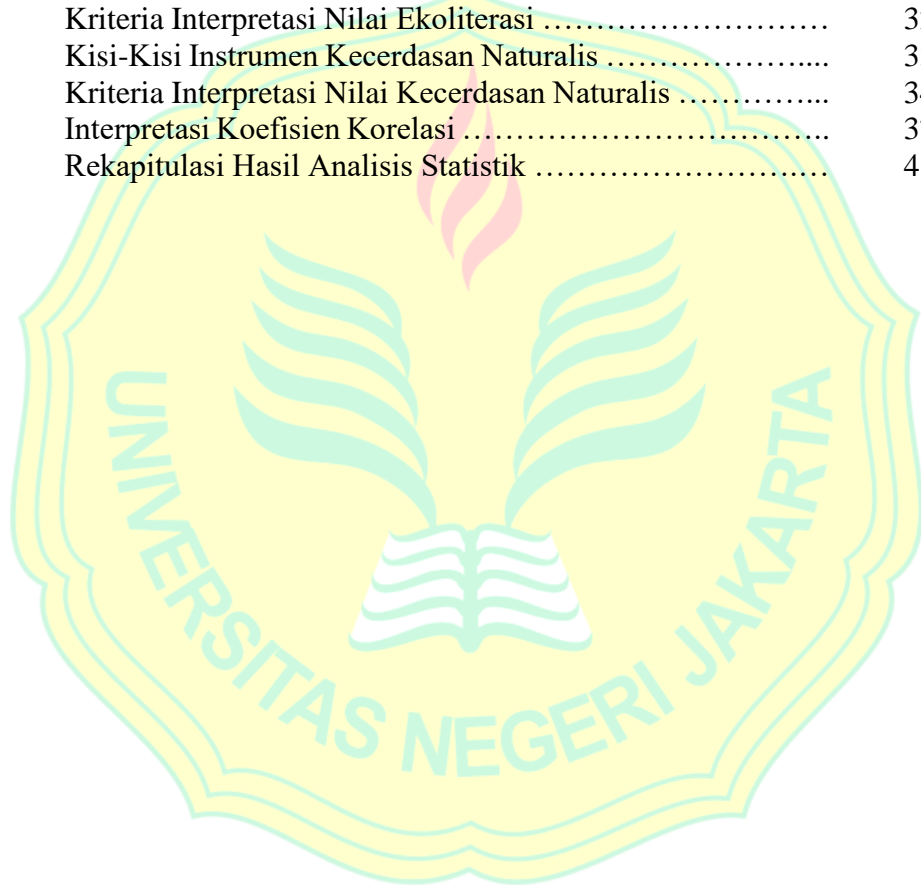 Kriteria Interpretasi Nilai Ekoliterasi ………………………
Kisi-Kisi Instrumen Kecerdasan Naturalis ………………....
Kriteria Interpretasi Nilai Kecerdasan Naturalis …………...
Interpretasi Koefisien Korelasi ……………………………..
Rekapitulasi Hasil Analisis Statistik …………………….…
UNIVERSITAS NEGERI JAKARTA